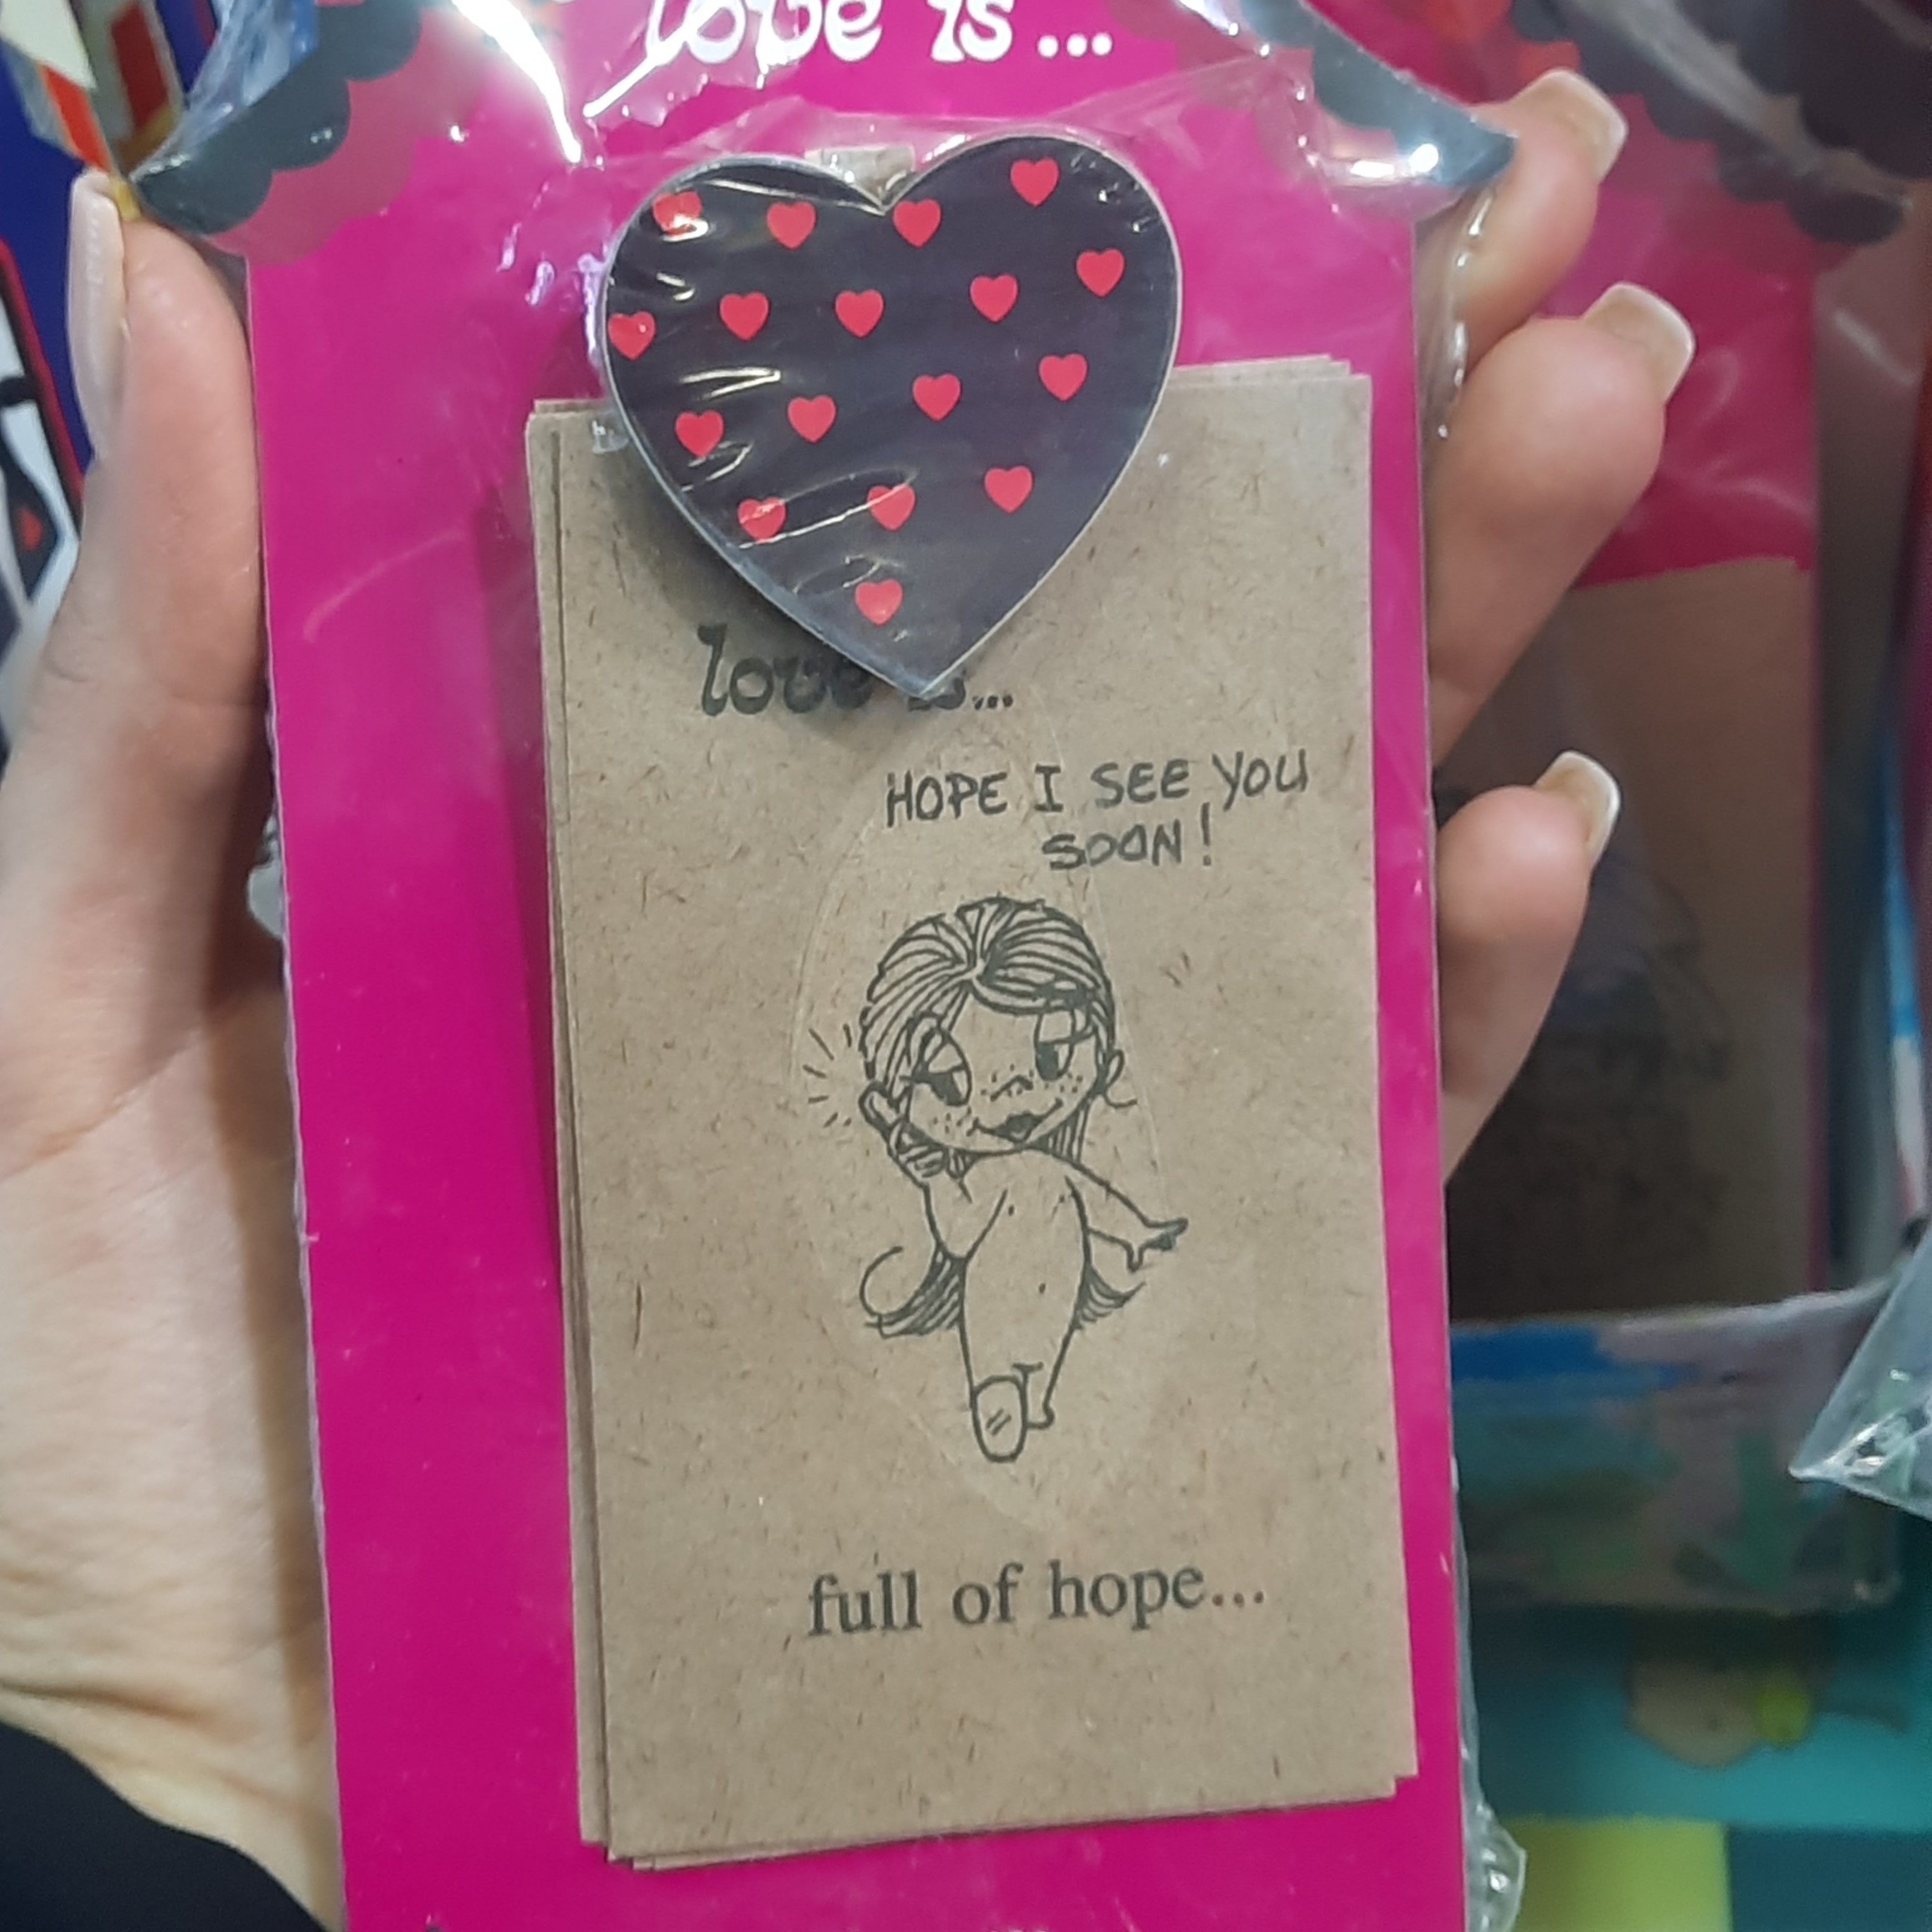 love is...
love is...
HOPE I SEE YOU
SOON!
full of hope...